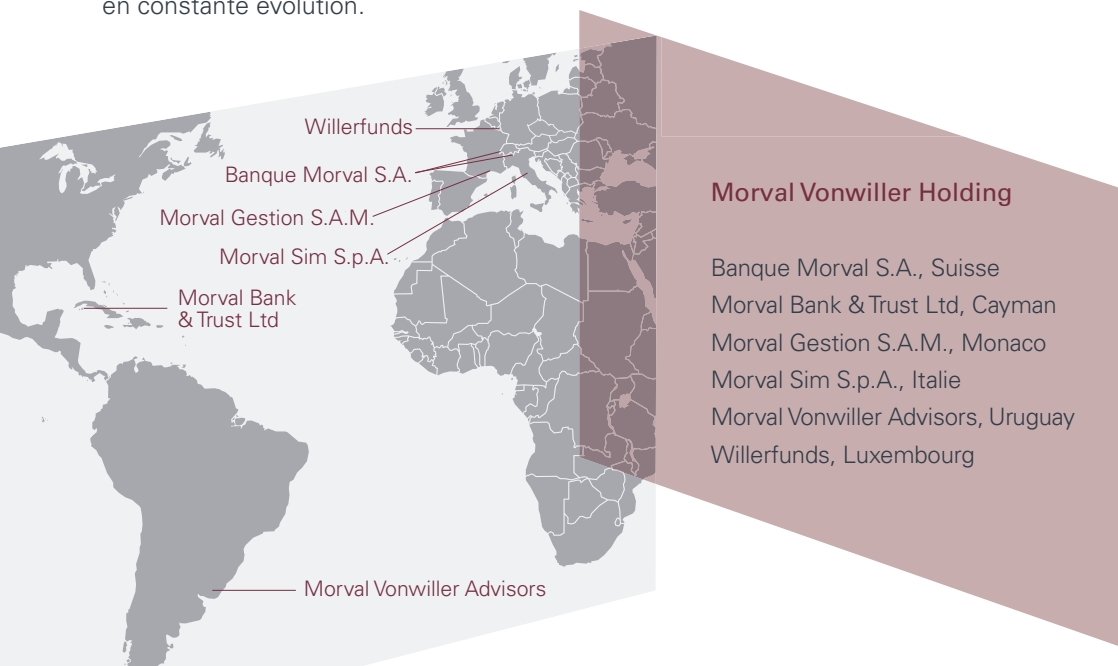 en constante évolution.
Willerfunds
Banque Morval S.A.
Morval Gestion S.A.M.
Morval Sim S.p.A.
Morval Bank
& Trust Ltd
Morval Vonwiller Advisors
Morval Vonwiller Holding
Banque Morval S.A., Suisse
Morval Bank & Trust Ltd, Cayman
Morval Gestion S.A.M., Monaco
Morval Sim S.p.A., Italie
Morval Vonwiller Advisors, Uruguay
Willerfunds, Luxembourg